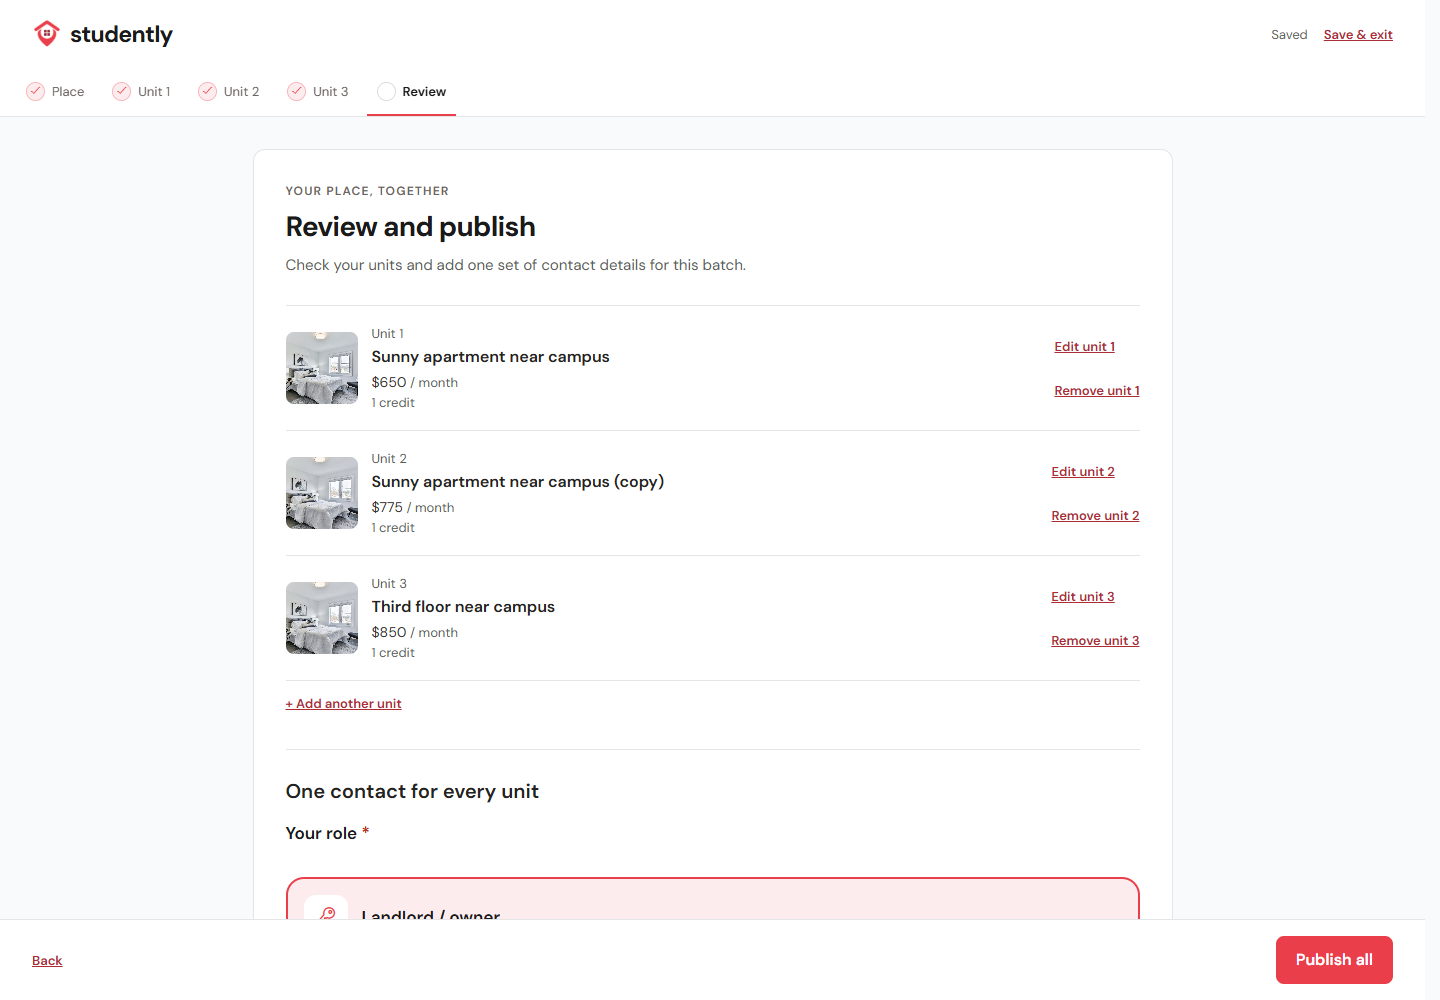 studently
Saved
Save & exit
Place
Unit 1
Unit 2
Unit 3
Review
YOUR PLACE, TOGETHER
Review and publish
Check your units and add one set of contact details for this batch.
Unit 1
Sunny apartment near campus
$650 / month
1 credit
Edit unit 1
Remove unit 1
Unit 2
Sunny apartment near campus (copy)
$775 / month
1 credit
Edit unit 2
Remove unit 2
Unit 3
Third floor near campus
$850 / month
1 credit
Edit unit 3
Remove unit 3
+ Add another unit
One contact for every unit
Your role *
Landlord / owner
Back
Publish all